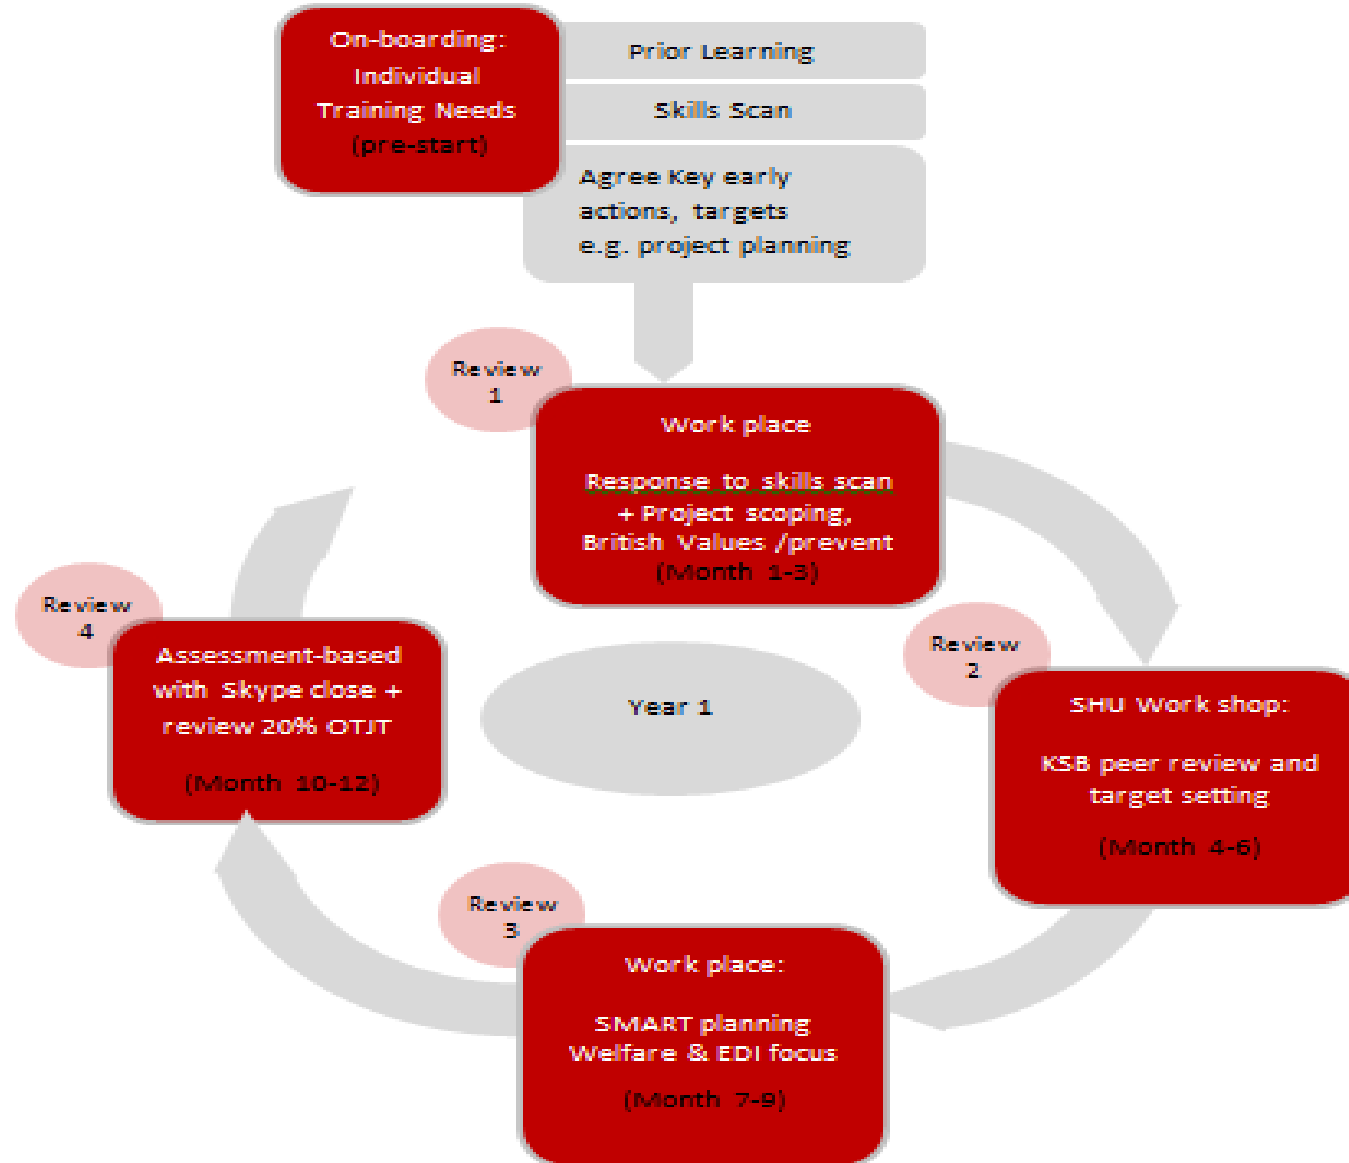 On-boarding:
Individual
Training Needs
(pre-start)
Prior Learning
Skills Scan
Agree Key early
actions, targets
e.g. project planning
Review
1
Work place
Response to skills scan
+ Project scoping,
British Values /prevent
(Month 1-3)
Review
2
SHU Work shop:
KSB peer review and
target setting
(Month 4-6)
Review
3
Work place:
SMART planning
Welfare & EDI focus
(Month 7-9)
Review
4
Assessment-based
with Skype close +
review 20% OTJT
(Month 10-12)
Year 1